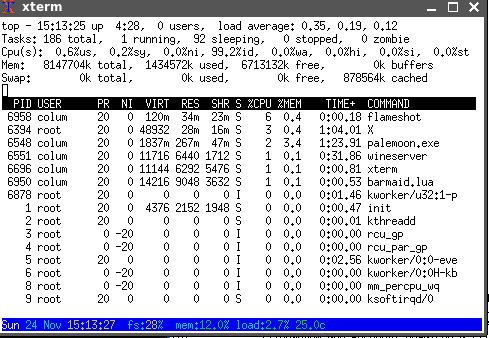 xterm
top - 15:13:25 up  4:28,  0 users,  load average: 0.35, 0.19, 0.12
Tasks: 186 total,   1 running,  92 sleeping,   0 stopped,   0 zombie
Cpu(s):  0.6%us,  0.2%sy,  0.0%ni, 99.2%id,  0.0%wa,  0.0%hi,  0.0%si,  0.0%st
Mem:   8147704k total,  1434572k used,  6713132k free,        0k buffers
Swap:        0k total,        0k used,        0k free,   878564k cached
PID USER      PR  NI  VIRT  RES  SHR S %CPU %MEM    TIME+  COMMAND
6958 colum     20   0  120m  34m  23m S    6  0.4   0:00.18 flameshot
6394 root      20   0 48932  28m  16m S    3  0.4   1:04.01 X
6548 colum     20   0 1837m 267m  47m S    2  3.4   1:23.91 palemoon.exe
6551 colum     20   0 11716 6440 1712 S    1  0.1   0:31.86 wineserver
6696 colum     20   0 11144 6292 5476 S    1  0.1   0:00.81 xterm
6950 colum     20   0 14216 9048 3632 S    1  0.1   0:00.53 barmaid.lua
6878 root      20   0     0    0    0 I    0  0.0   0:01.46 kworker/u32:1-p
1 root      20   0  4376 2152 1948 S    0  0.0   0:00.47 init
2 root      20   0     0    0    0 S    0  0.0   0:00.01 kthreadd
3 root       0 -20     0    0    0 I    0  0.0   0:00.00 rcu_gp
4 root       0 -20     0    0    0 I    0  0.0   0:00.00 rcu_par_gp
5 root      20   0     0    0    0 I    0  0.0   0:02.56 kworker/0:0-eve
6 root       0 -20     0    0    0 I    0  0.0   0:00.00 kworker/0:0H-kb
8 root       0 -20     0    0    0 I    0  0.0   0:00.00 mm_percpu_wq
9 root      20   0     0    0    0 S    0  0.0   0:00.00 ksoftirqd/0
Sun 24 Nov 15:13:27  fs:28%  mem:12.0% load:2.7% 25.0c